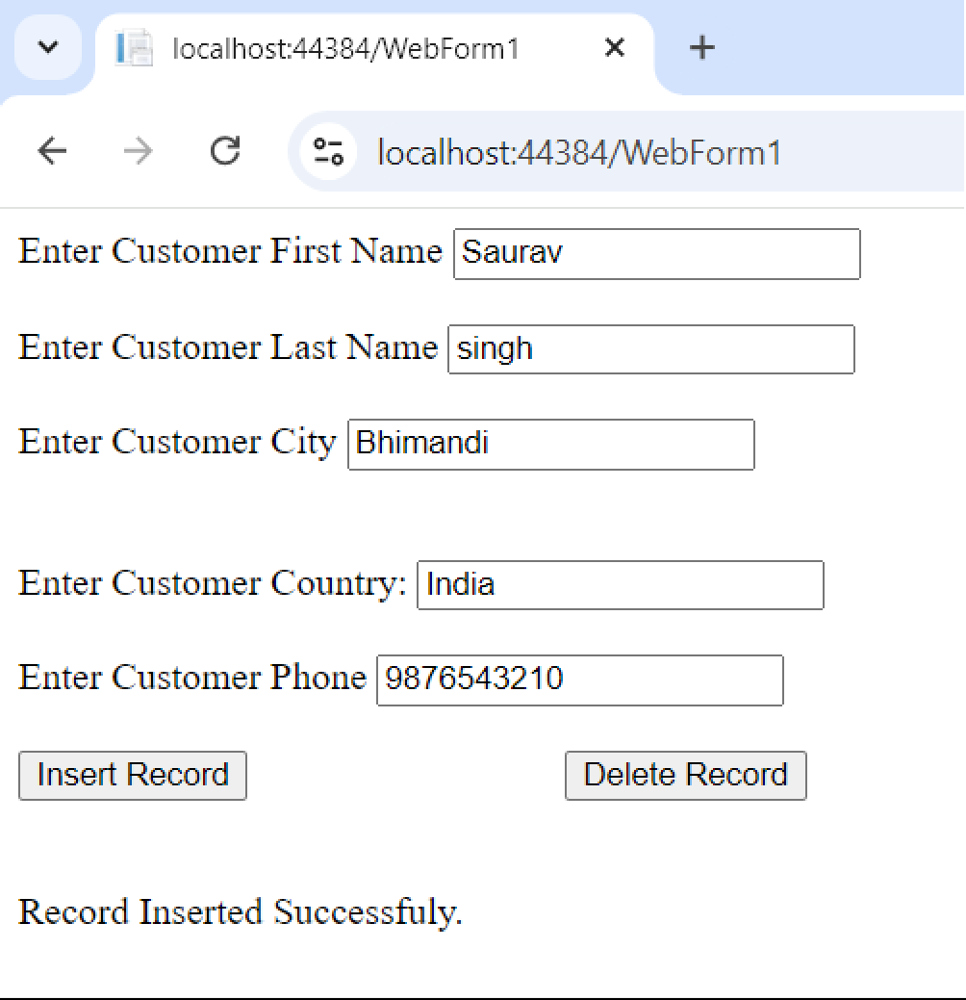 localhost:44384/WebForm1
localhost:44384/WebForm1
Enter Customer First Name Saurav
Enter Customer Last Name singh
Enter Customer City Bhimandi
Enter Customer Country: India
Enter Customer Phone 9876543210
Insert Record Delete Record
Record Inserted Successfuly.